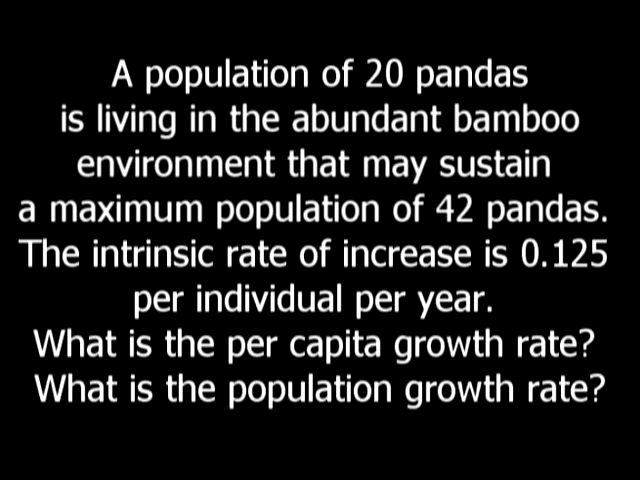 A population of 20 pandas
is living in the abundant bamboo
environment that may sustain
a maximum population of 42 pandas.
The intrinsic rate of increase is 0.125
per individual per year.
What is the per capita growth rate?
What is the population growth rate?